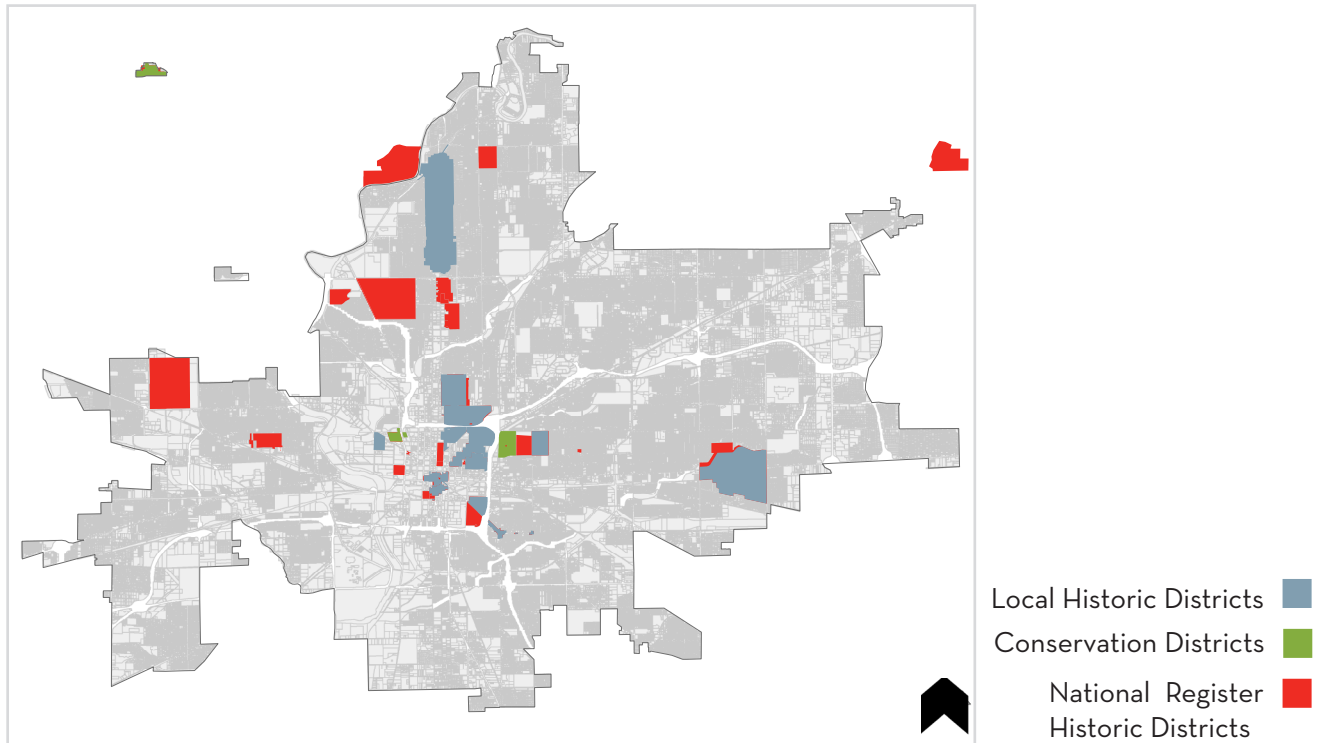 Local Historic Districts
Conservation Districts
National Register
Historic Districts